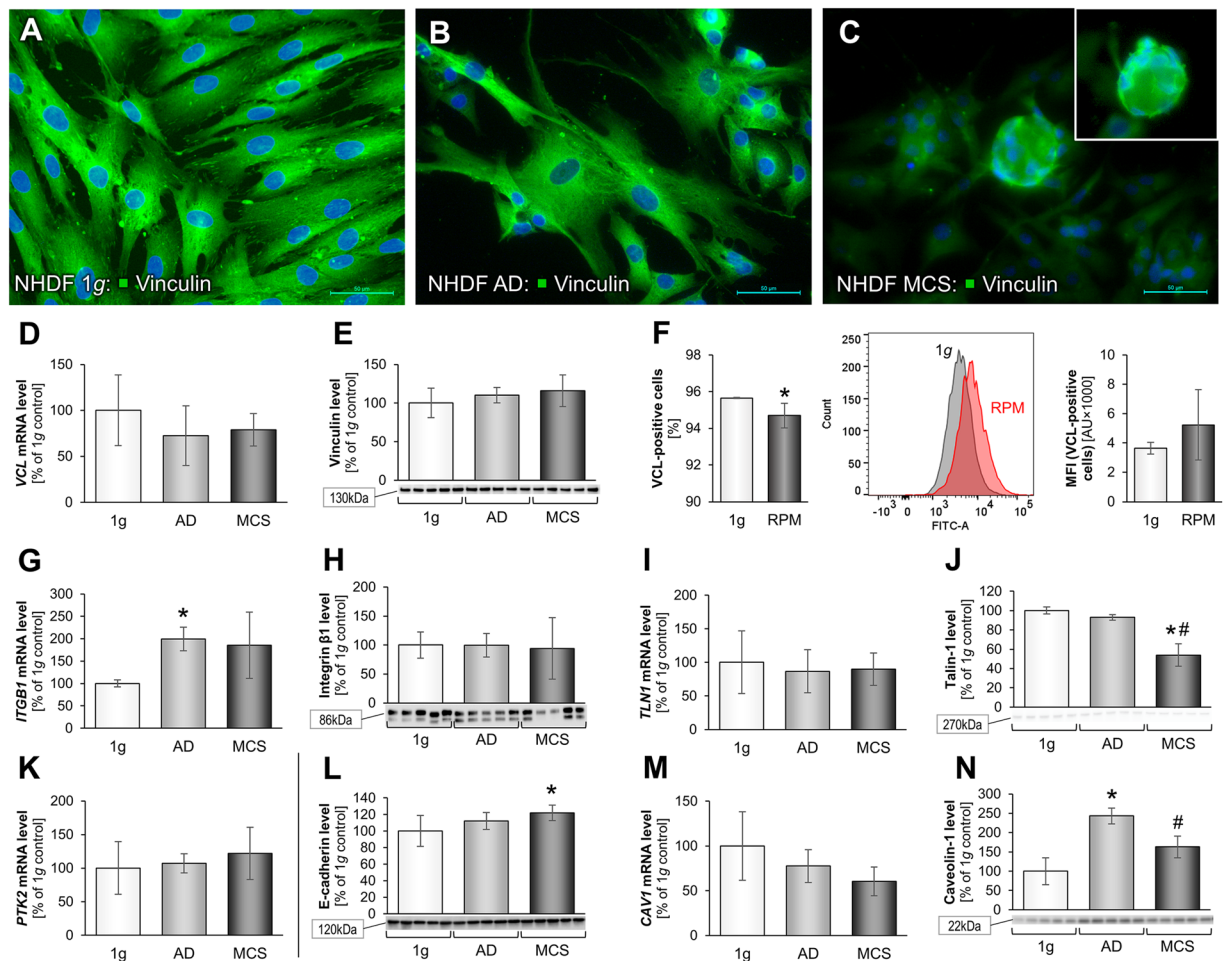 A
NHDF 1g: Vinculin
50 µm
B
NHDF AD: Vinculin
50 µm
C
NHDF MCS: Vinculin
50 µm
D
VCL mRNA level
[% of 1g control]
150
100
50
0
1g AD MCS
E
Vinculin level
[% of 1g control]
150
100
50
0
130kDa
1g AD MCS
F
VCL-positive cells
[%]
98
96
94
92
90
*
1g RPM
Count
250
200
150
100
50
0
1g
RPM
-10³ 0 10³ 10⁴ 10⁵
FITC-A
MFI (VCL-positive
cells) [AU×1000]
10
8
6
4
2
0
1g RPM
G
ITGB1 mRNA level
[% of 1g control]
300
250
200
150
100
50
0
*
1g AD MCS
H
Integrin β1 level
[% of 1g control]
200
150
100
50
0
86kDa
1g AD MCS
I
TLN1 mRNA level
[% of 1g control]
200
150
100
50
0
1g AD MCS
J
Talin-1 level
[% of 1g control]
120
100
80
60
40
20
0
*#
270kDa
1g AD MCS
K
PTK2 mRNA level
[% of 1g control]
200
150
100
50
0
1g AD MCS
L
E-cadherin level
[% of 1g control]
140
120
100
80
60
40
20
0
*
120kDa
1g AD MCS
M
CAV1 mRNA level
[% of 1g control]
150
100
50
0
1g AD MCS
N
Caveolin-1 level
[% of 1g control]
300
250
200
150
100
50
0
*
#
22kDa
1g AD MCS